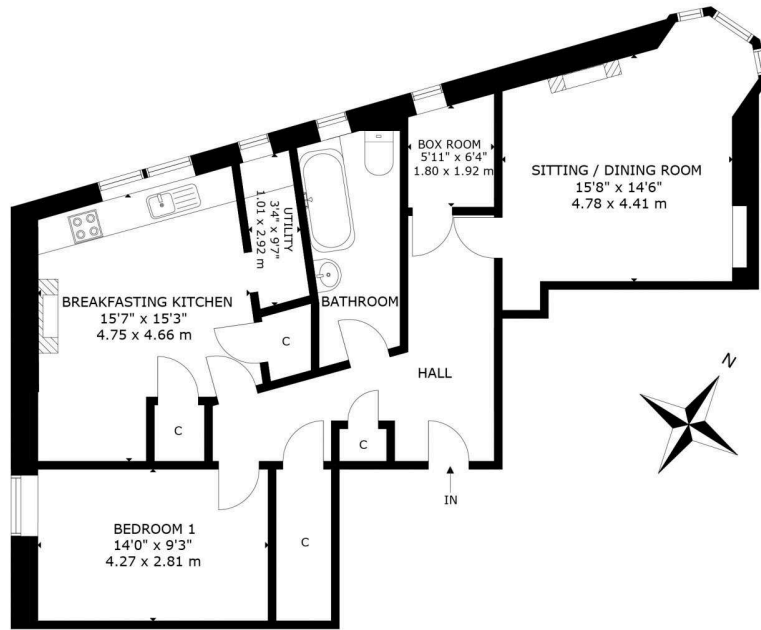 BOX ROOM
5'11" x 6'4"
1.80 x 1.92 m
SITTING / DINING ROOM
15'8" x 14'6"
4.78 x 4.41 m
UTILITY
3'4" x 9'7"
1.01 x 2.92 m
BREAKFASTING KITCHEN
15'7" x 15'3"
4.75 x 4.66 m
BATHROOM
C
HALL
N
C
C
IN
BEDROOM 1
14'0" x 9'3"
4.27 x 2.81 m
C